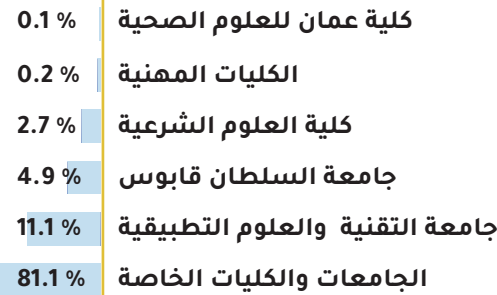 كلية عمان للعلوم الصحية 0.1 %
الكليات المهنية 0.2 %
كلية العلوم الشرعية 2.7 %
جامعة السلطان قابوس 4.9 %
جامعة التقنية والعلوم التطبيقية 11.1 %
الجامعات والكليات الخاصة 81.1 %